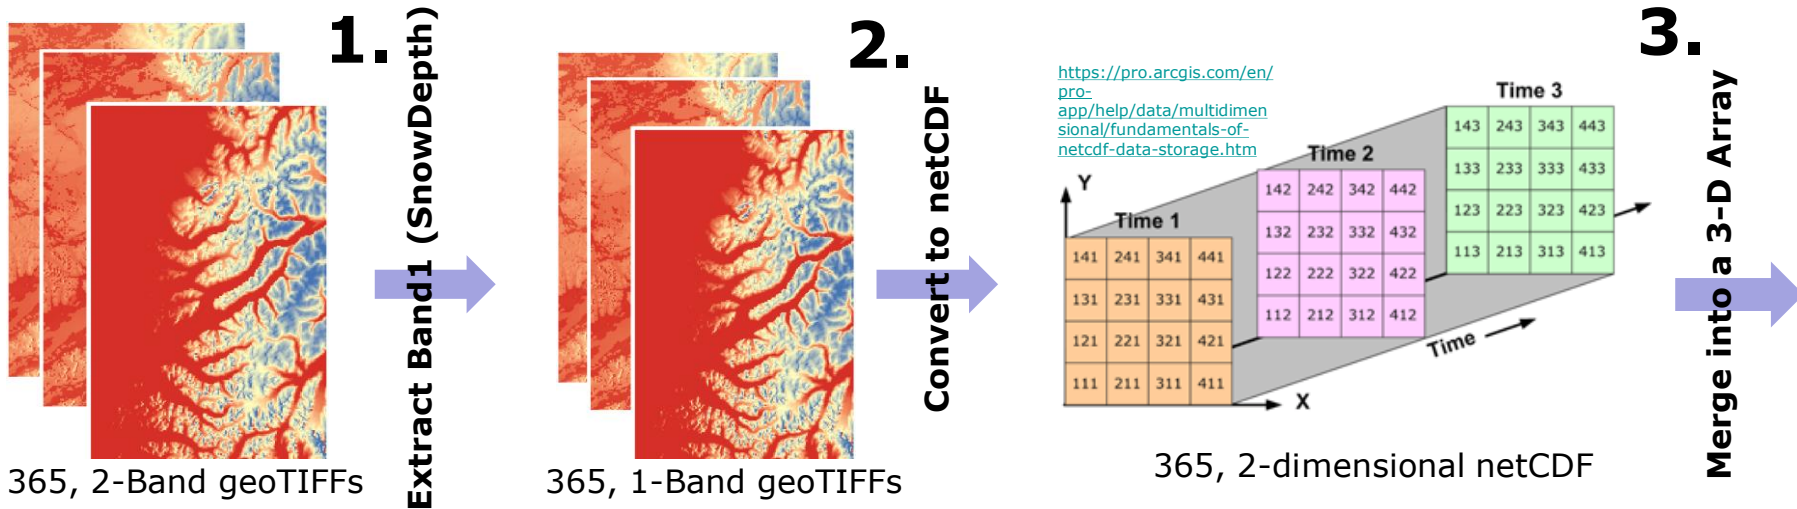 1.
Extract Band1 (SnowDepth)
365, 2-Band geoTIFFs
2.
Convert to netCDF
365, 1-Band geoTIFFs
https://pro.arcgis.com/en/
pro-
app/help/data/multidimen
sional/fundamentals-of-
netcdf-data-storage.htm
Y
Time 1
141 241 341 441
131 231 331 431
121 221 321 421
111 211 311 411
X
Time 2
142 242 342 442
132 232 332 432
122 222 322 422
112 212 312 412
Time 3
143 243 343 443
133 233 333 433
123 223 323 423
113 213 313 413
Time
365, 2-dimensional netCDF
3.
Merge into a 3-D Array